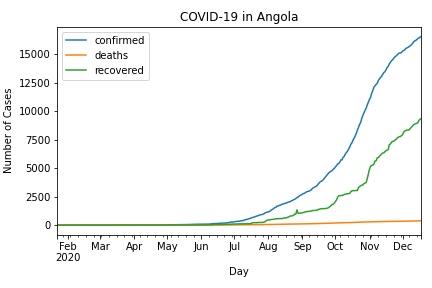 COVID-19 in Angola
confirmed
deaths
recovered
Number of Cases
15000
12500
10000
7500
5000
2500
0
Feb Mar Apr May Jun Jul Aug Sep Oct Nov Dec
2020
Day